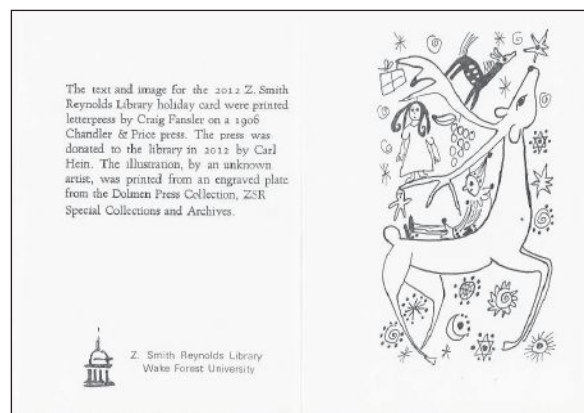 The text and image for the 2012 Z. Smith
Reynolds Library holiday card were printed
letterpress by Craig Fansler on a 1906
Chandler & Price press. The press was
donated to the library in 2012 by Carl
Hein. The illustration, by an unknown
artist, was printed from an engraved plate
from the Dolmen Press Collection, ZSR
Special Collections and Archives.
Z. Smith Reynolds Library
Wake Forest University